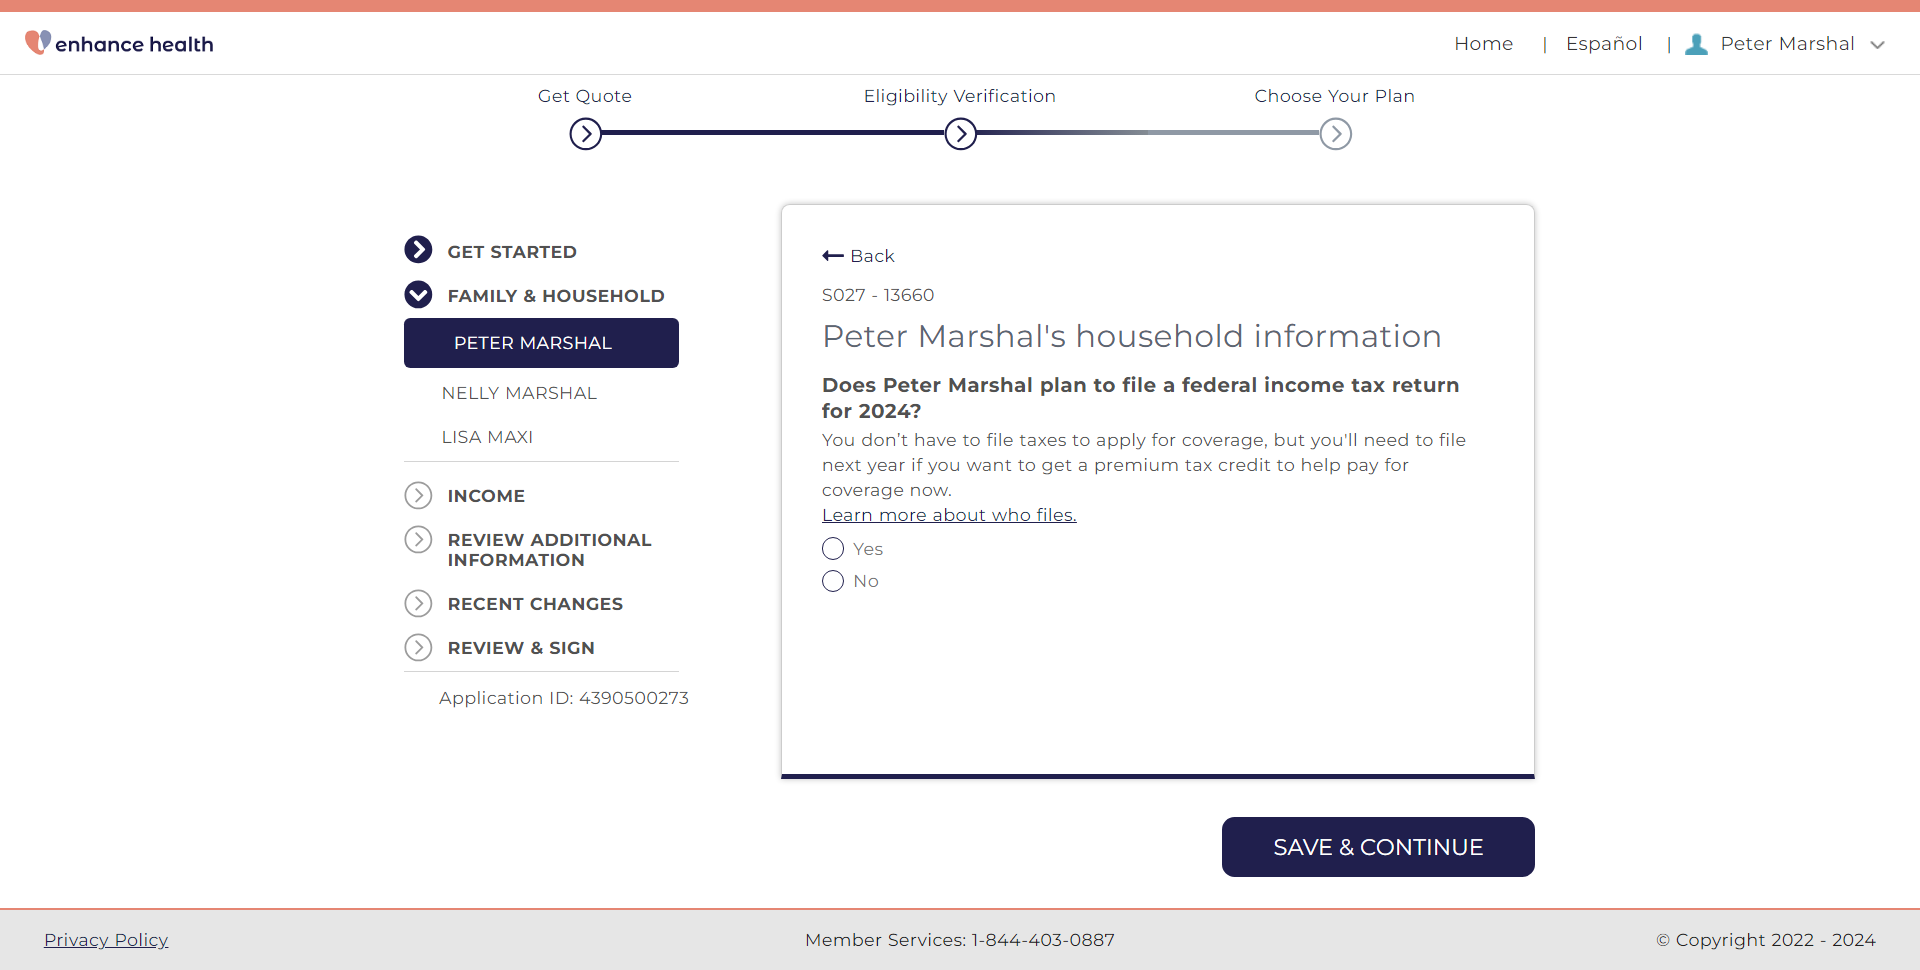 enhance health
Home | Español | Peter Marshal
Get Quote
Eligibility Verification
Choose Your Plan
GET STARTED
FAMILY & HOUSEHOLD
PETER MARSHAL
NELLY MARSHAL
LISA MAXI
INCOME
REVIEW ADDITIONAL
INFORMATION
RECENT CHANGES
REVIEW & SIGN
Application ID: 4390500273
Back
S027 - 13660
Peter Marshal's household information
Does Peter Marshal plan to file a federal income tax return
for 2024?
You don’t have to file taxes to apply for coverage, but you'll need to file
next year if you want to get a premium tax credit to help pay for
coverage now.
Learn more about who files.
Yes
No
SAVE & CONTINUE
Privacy Policy
Member Services: 1-844-403-0887
© Copyright 2022 - 2024